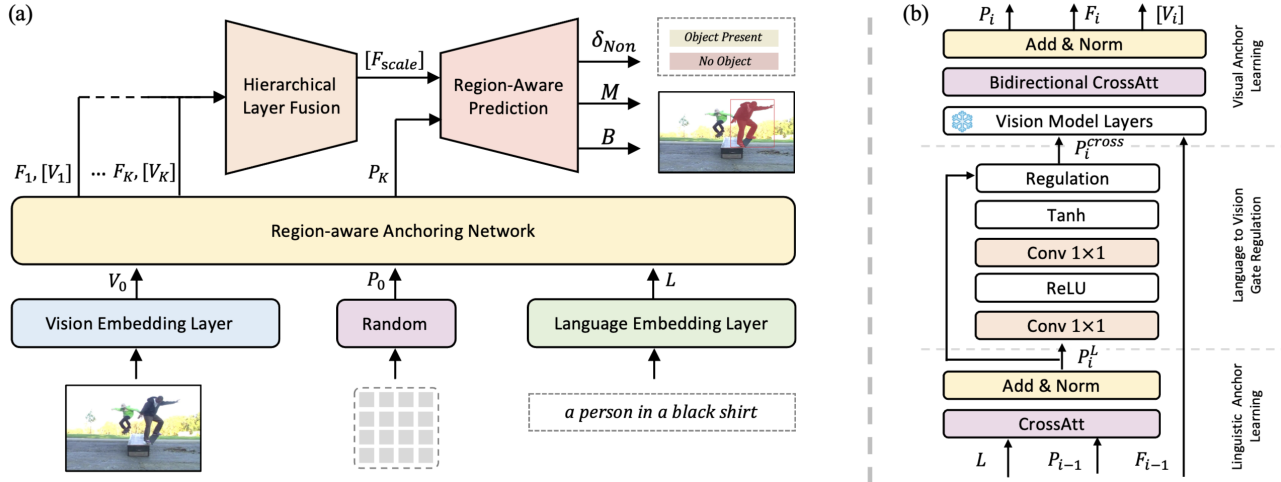 (a)
Hierarchical
Layer Fusion
[F_scale]
Region-Aware
Prediction
δ_Non
M
B
Object Present
No Object
F_1, [V_1]
... F_K, [V_K]
P_K
Region-aware Anchoring Network
V_0
P_0
L
Vision Embedding Layer
Random
Language Embedding Layer
a person in a black shirt
(b)
P_i
F_i
[V_i]
Add & Norm
Bidirectional CrossAtt
Vision Model Layers
Visual Anchor
Learning
P_i^cross
Regulation
Tanh
Conv 1×1
ReLU
Conv 1×1
Language to Vision
Gate Regulation
P_i^L
Add & Norm
CrossAtt
Linguistic Anchor
Learning
L
P_i−1
F_i−1